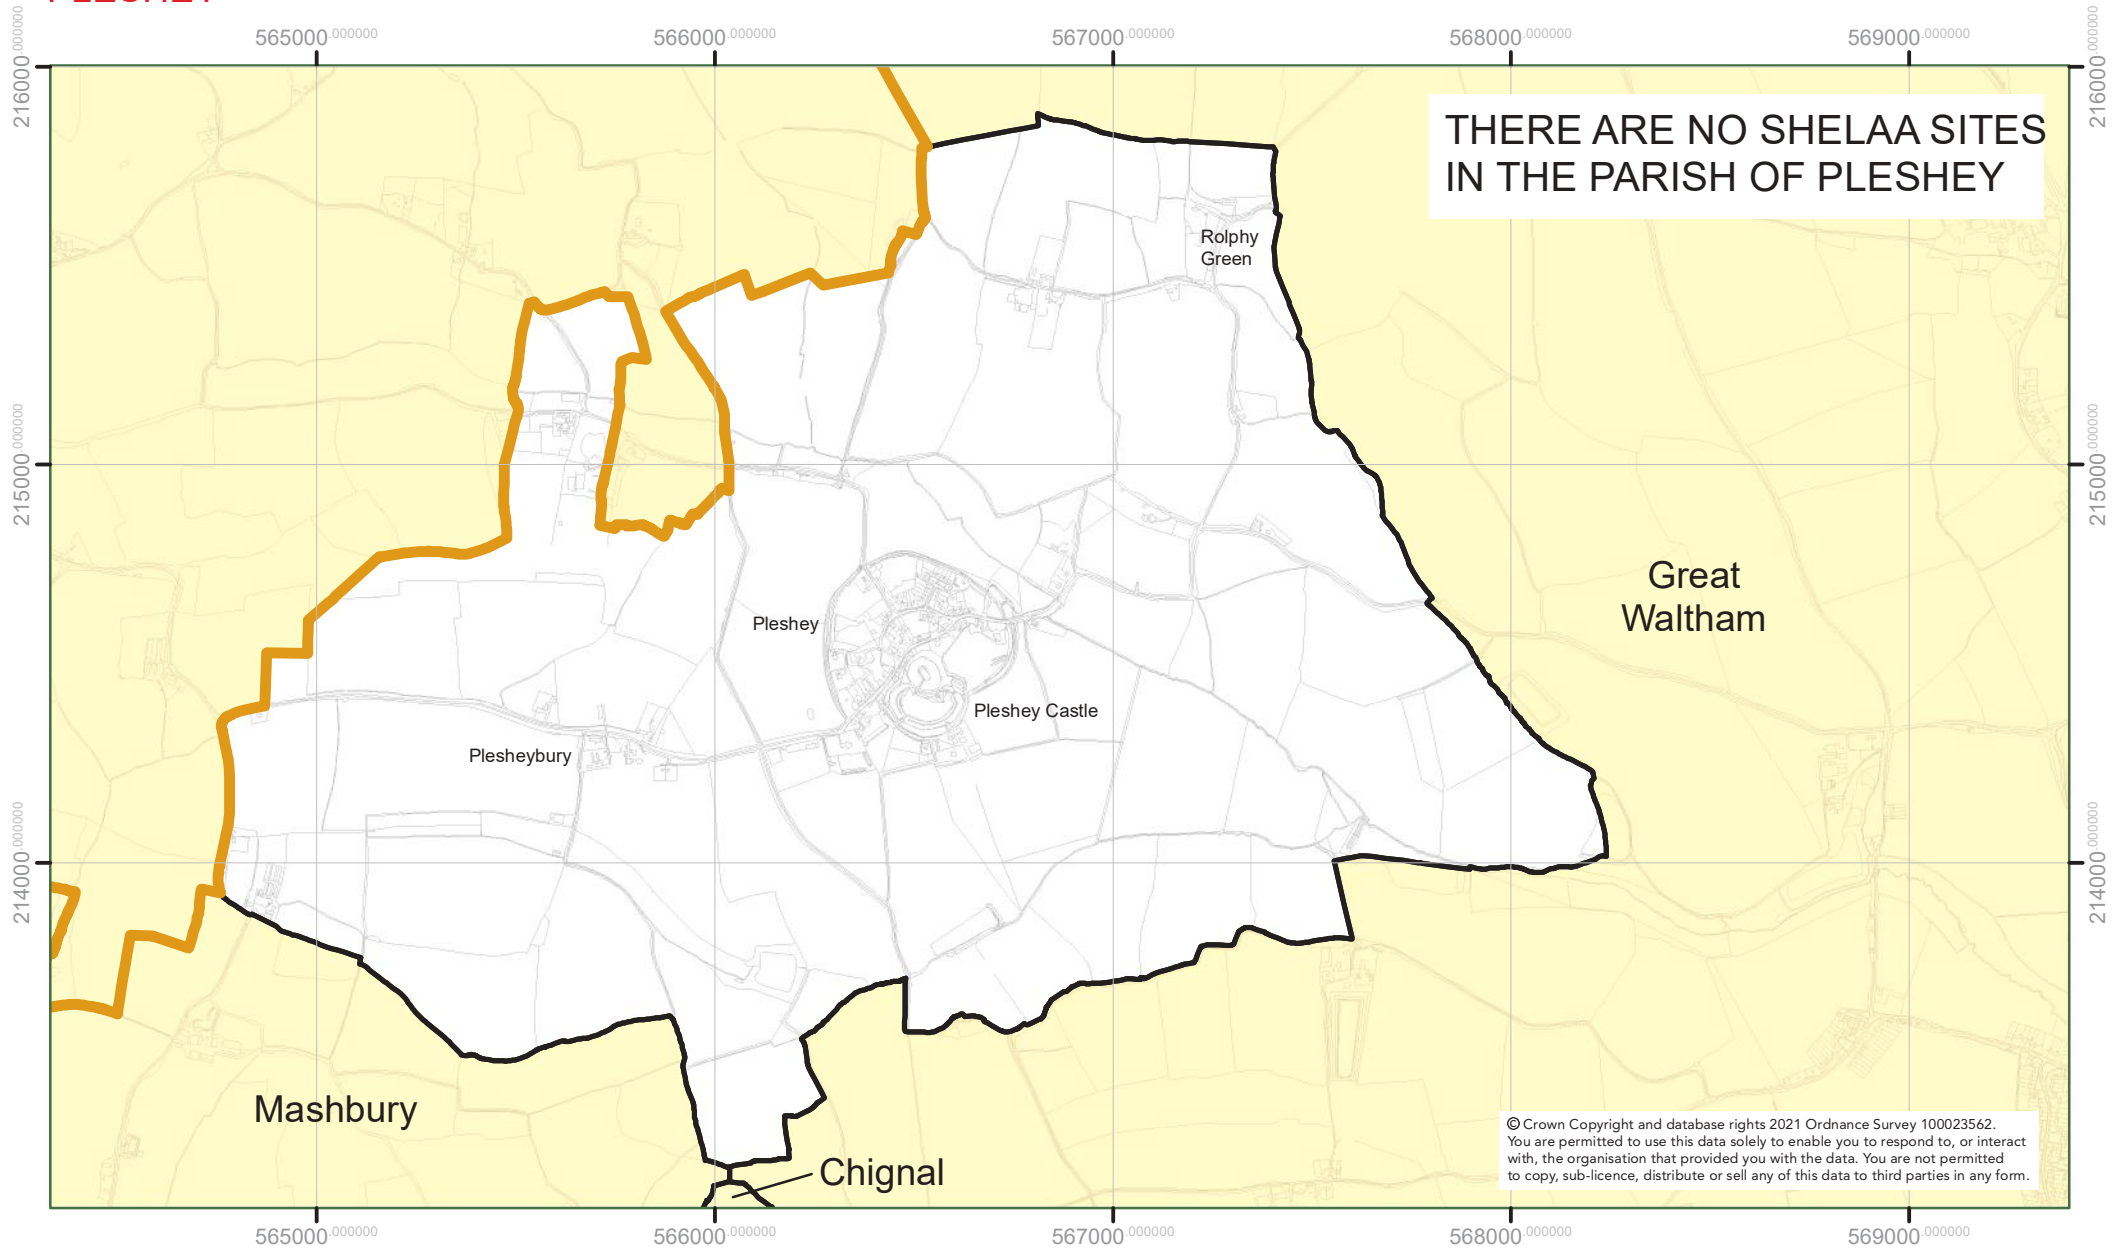 PLESHEY
565000.000000 566000.000000 567000.000000 568000.000000 569000.000000
216000.000000
216000.000000
THERE ARE NO SHELAA SITES
IN THE PARISH OF PLESHEY
Rolphy
Green
215000.000000
215000.000000
Great
Waltham
Pleshey
Pleshey Castle
Plesheybury
214000.000000
214000.000000
Mashbury
Chignal
© Crown Copyright and database rights 2021 Ordnance Survey 100023562.
You are permitted to use this data solely to enable you to respond to, or interact
with, the organisation that provided you with the data. You are not permitted
to copy, sub-licence, distribute or sell any of this data to third parties in any form.
565000.000000 566000.000000 567000.000000 568000.000000 569000.000000